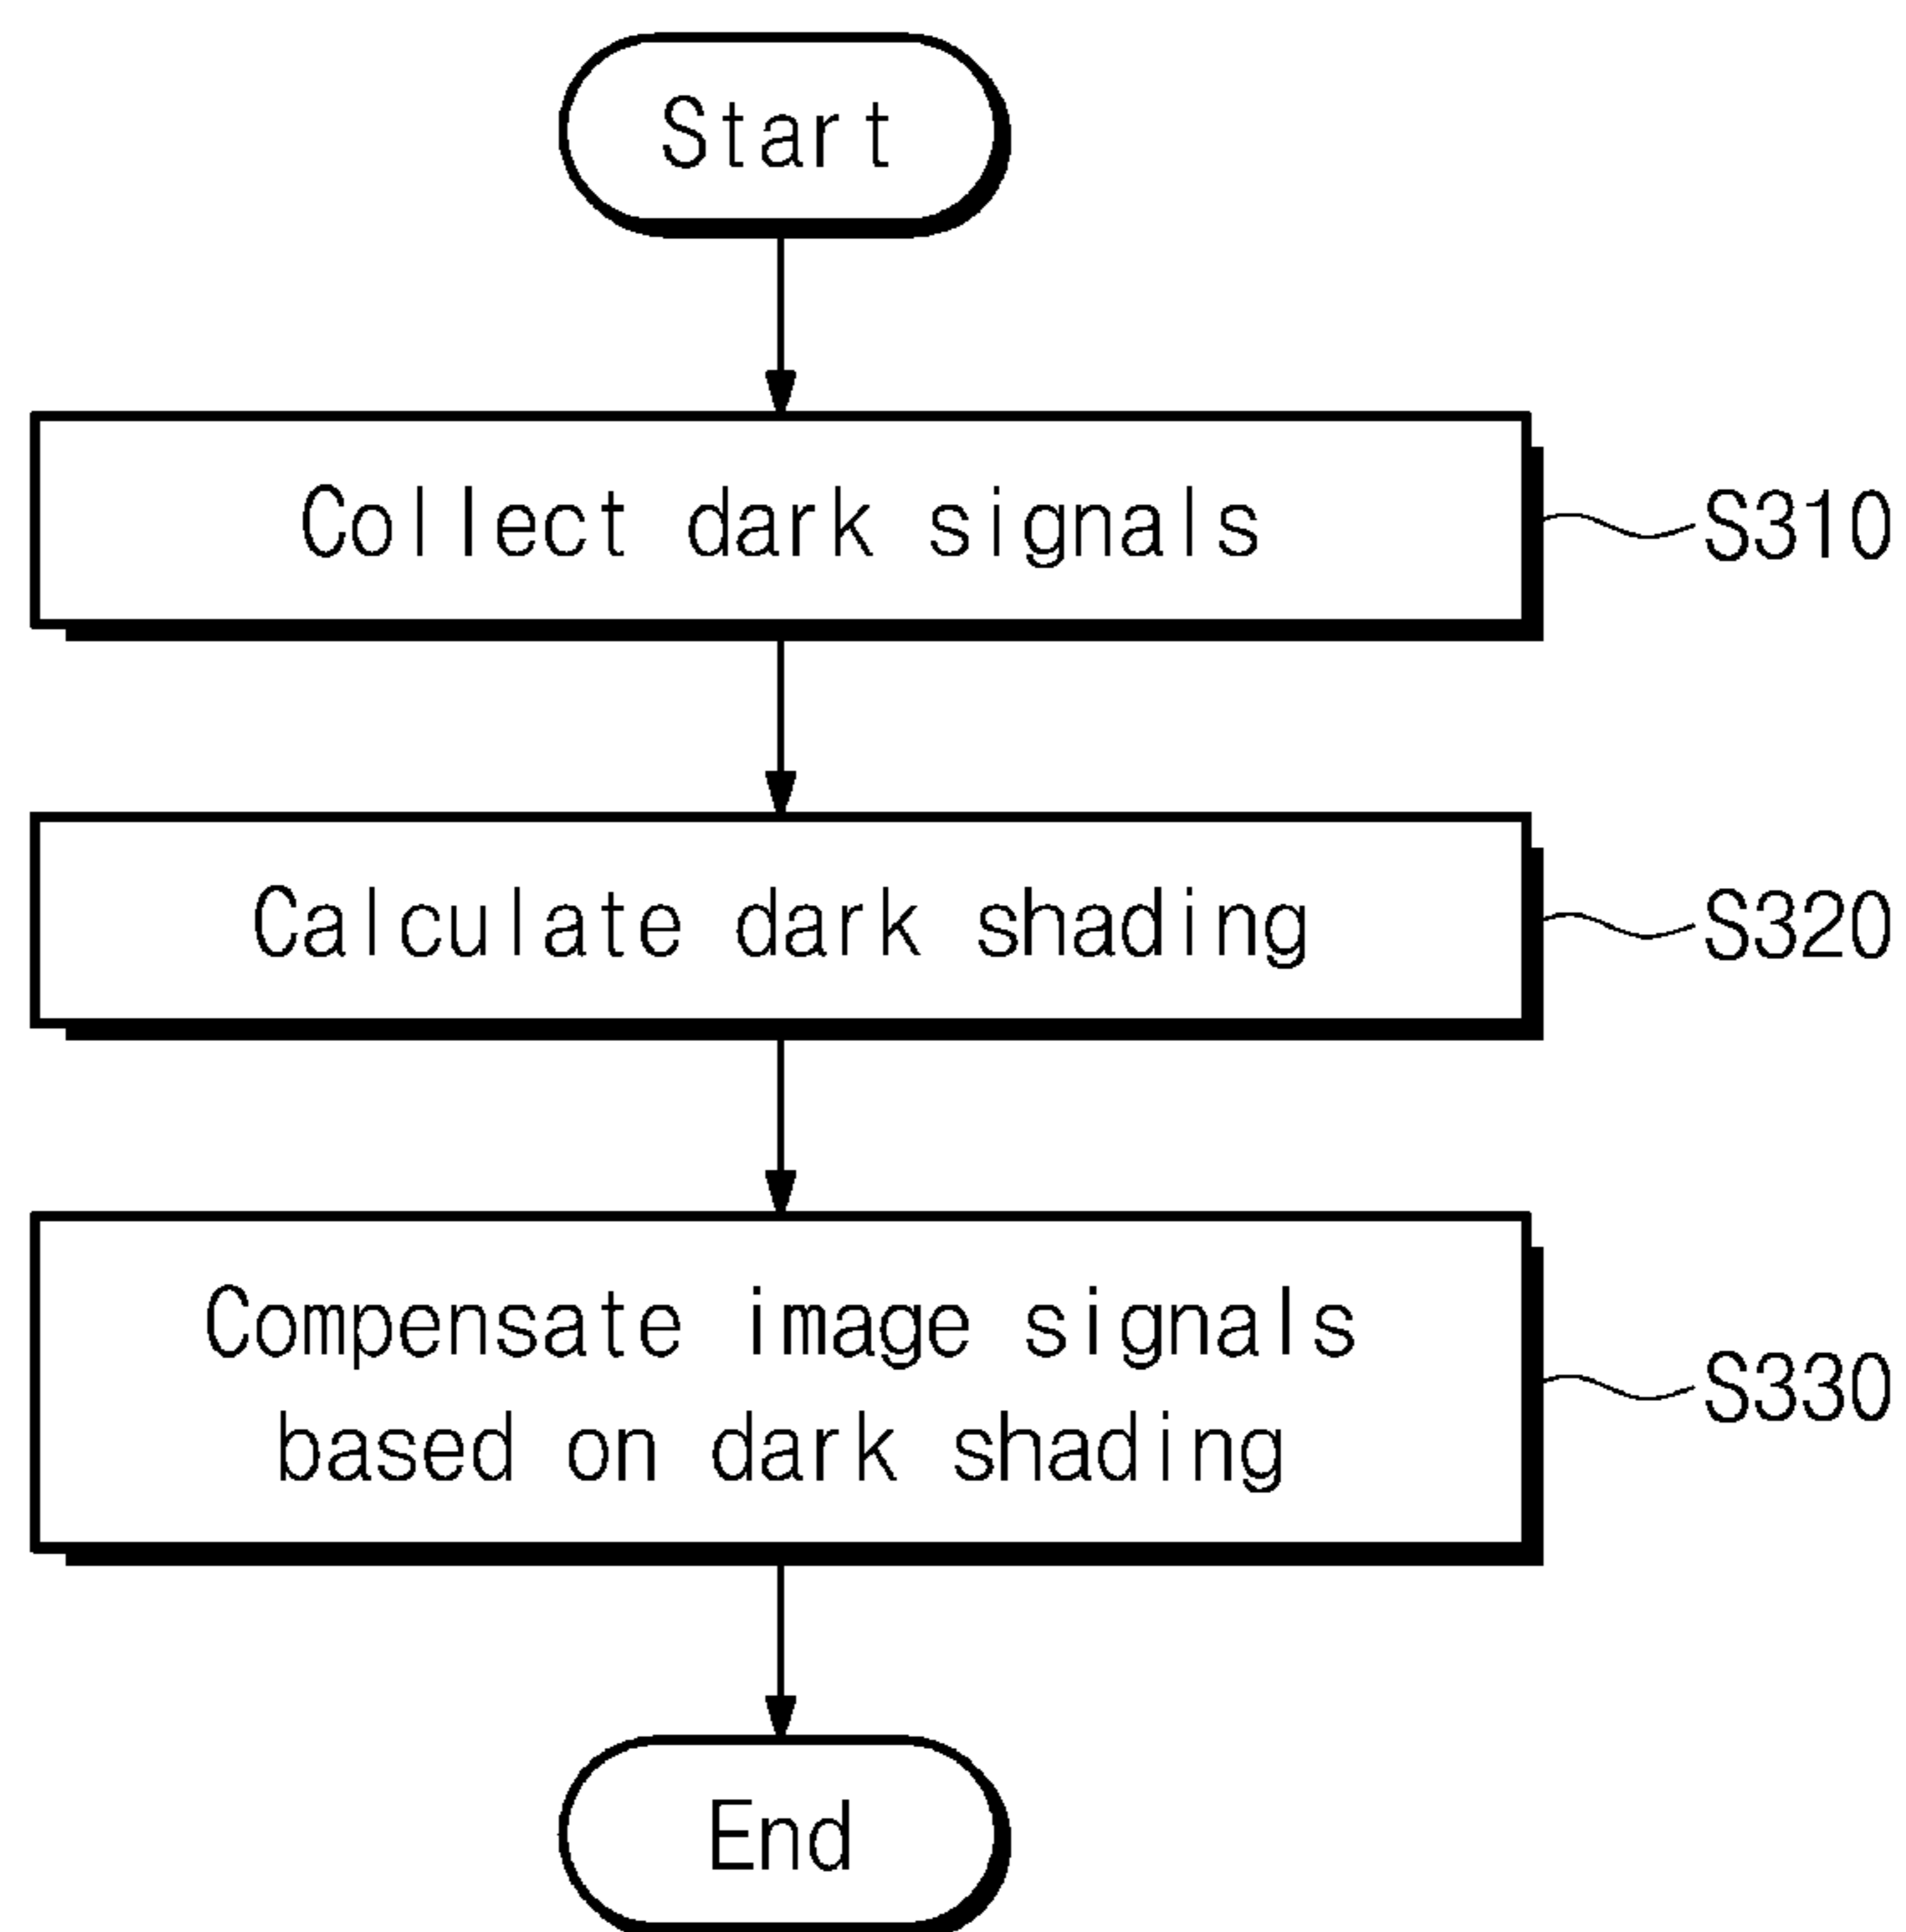 Start
Collect dark signals
S310
Calculate dark shading
S320
Compensate image signals
based on dark shading
S330
End